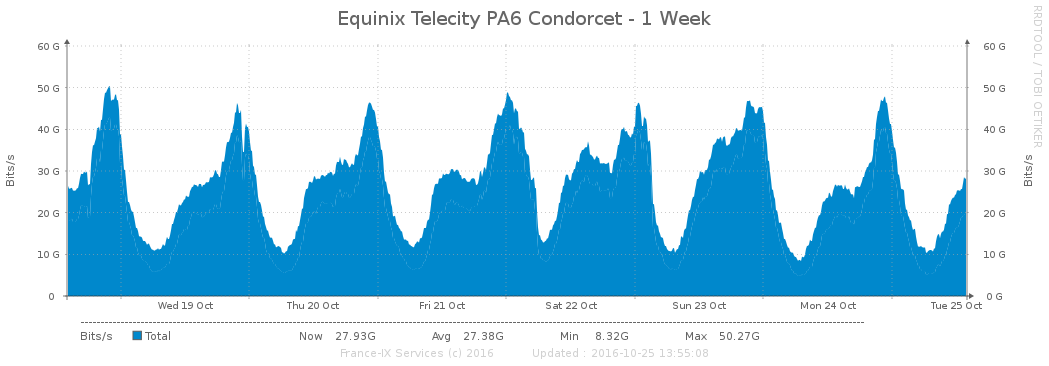 Equinix Telecity PA6 Condorcet - 1 Week
RRDTOOL / TOBI OETIKER
Bits/s
60 G 60 G
50 G 50 G
40 G 40 G
30 G 30 G
20 G 20 G
10 G 10 G
0 0 G
Bits/s
Wed 19 Oct Thu 20 Oct Fri 21 Oct Sat 22 Oct Sun 23 Oct Mon 24 Oct Tue 25 Oct
Bits/s Total Now 27.93G Avg 27.38G Min 8.32G Max 50.27G
France-IX Services (c) 2016 Updated : 2016-10-25 13:55:08